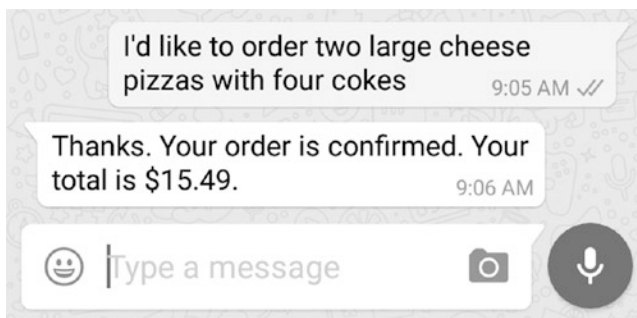 I'd like to order two large cheese
pizzas with four cokes
9:05 AM
Thanks. Your order is confirmed. Your
total is $15.49.
9:06 AM
Type a message